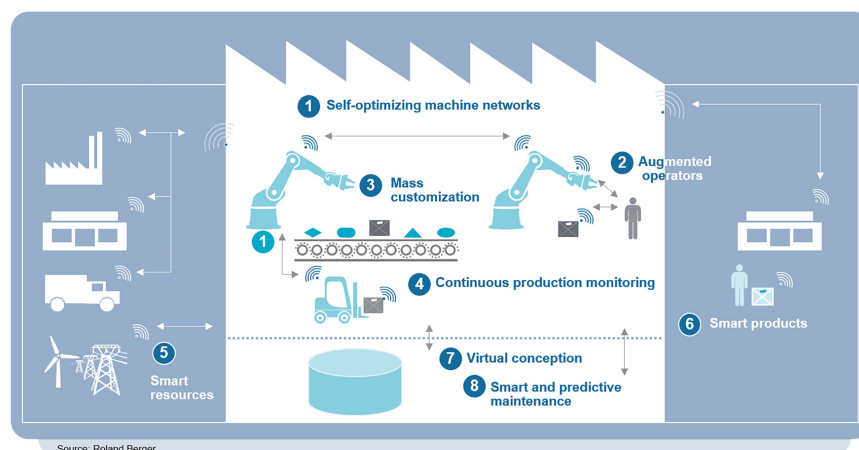 1 Self-optimizing machine networks
2 Augmented
operators
3 Mass
customization
1
4 Continuous production monitoring
5
Smart
resources
6 Smart products
7 Virtual conception
8 Smart and predictive
maintenance
Source: Roland Berger